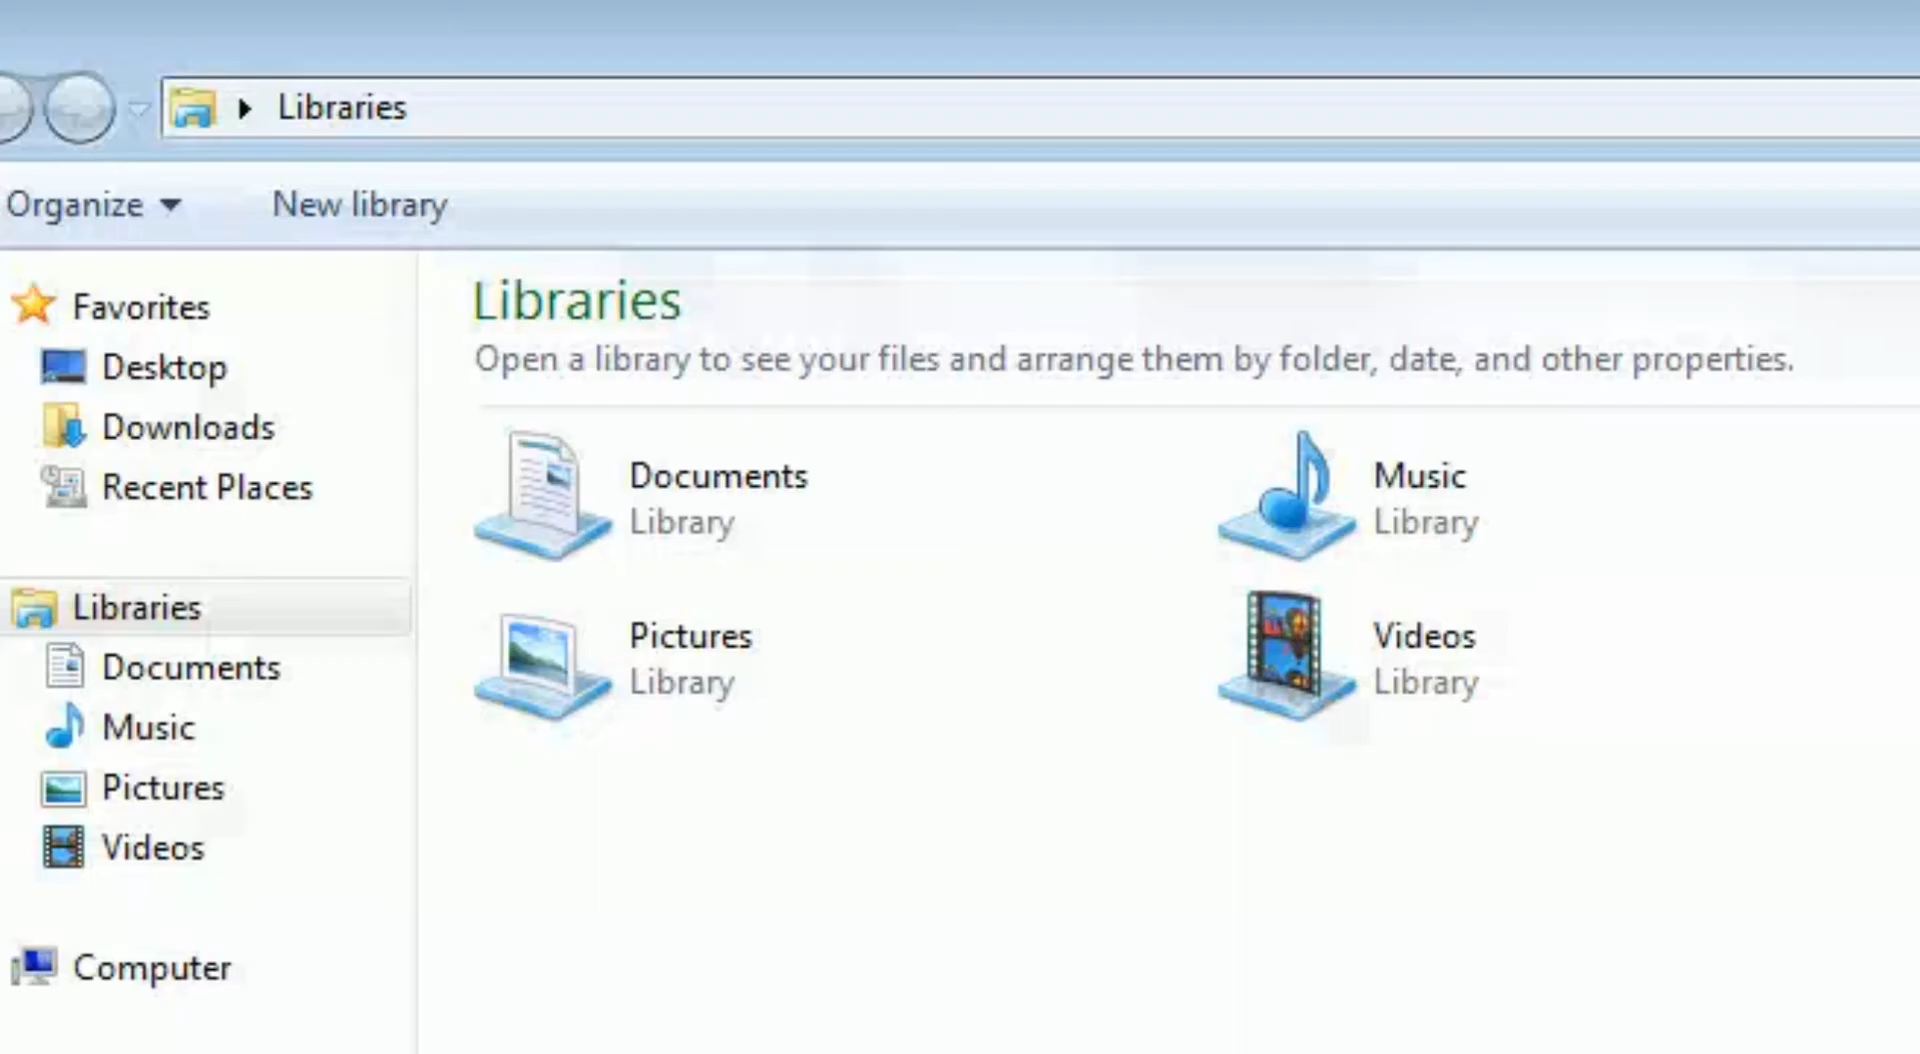 Libraries
Organize
New library
Favorites
Desktop
Downloads
Recent Places
Libraries
Documents
Music
Pictures
Videos
Computer
Libraries
Open a library to see your files and arrange them by folder, date, and other properties.
Documents
Library
Music
Library
Pictures
Library
Videos
Library